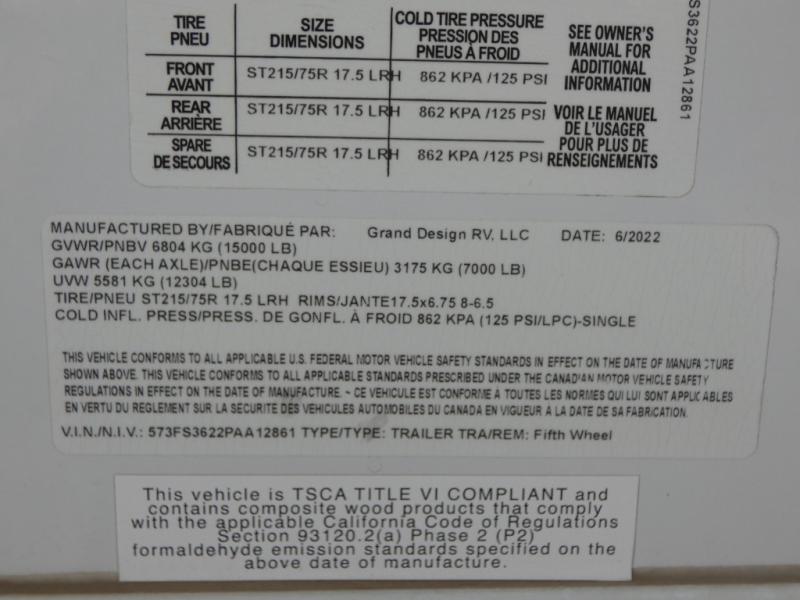 TIRE PNEU SIZE DIMENSIONS COLD TIRE PRESSURE PRESSION DES PNEUS À FROID
FRONT AVANT ST215/75R 17.5 LRH 862 KPA /125 PSI
REAR ARRIÈRE ST215/75R 17.5 LRH 862 KPA /125 PSI
SPARE DE SECOURS ST215/75R 17.5 LRH 862 KPA /125 PSI
SEE OWNER'S
MANUAL FOR
ADDITIONAL
INFORMATION
VOIR LE MANUEL
DE L'USAGER
POUR PLUS DE
RENSEIGNEMENTS
S3622PAA12861
MANUFACTURED BY/FABRIQUÉ PAR: Grand Design RV, LLC DATE: 6/2022
GVWR/PNBV 6804 KG (15000 LB)
GAWR (EACH AXLE)/PNBE(CHAQUE ESSIEU) 3175 KG (7000 LB)
UVW 5581 KG (12304 LB)
TIRE/PNEU ST215/75R 17.5 LRH RIMS/JANTE17.5x6.75 8-6.5
COLD INFL. PRESS/PRESS. DE GONFL. À FROID 862 KPA (125 PSI/LPC)-SINGLE
THIS VEHICLE CONFORMS TO ALL APPLICABLE U.S. FEDERAL MOTOR VEHICLE SAFETY STANDARDS IN EFFECT ON THE DATE OF MANUFACTURE
SHOWN ABOVE. THIS VEHICLE CONFORMS TO ALL APPLICABLE STANDARDS PRESCRIBED UNDER THE CANADIAN MOTOR VEHICLE SAFETY
REGULATIONS IN EFFECT ON THE DATE OF MANUFACTURE. ~ CE VEHICULE EST CONFORME A TOUTES LES NORMES QUI LUI SONT APPLICABLES
EN VERTU DU REGLEMENT SUR LA SECURITE DES VEHICULES AUTOMOBILES DU CANADA EN VIGUEUR A LA DATE DE SA FABRICATION.
V.I.N./N.I.V.: 573FS3622PAA12861 TYPE/TYPE: TRAILER TRA/REM: Fifth Wheel
This vehicle is TSCA TITLE VI COMPLIANT and
contains composite wood products that comply
with the applicable California Code of Regulations
Section 93120.2(a) Phase 2 (P2)
formaldehyde emission standards specified on the
above date of manufacture.